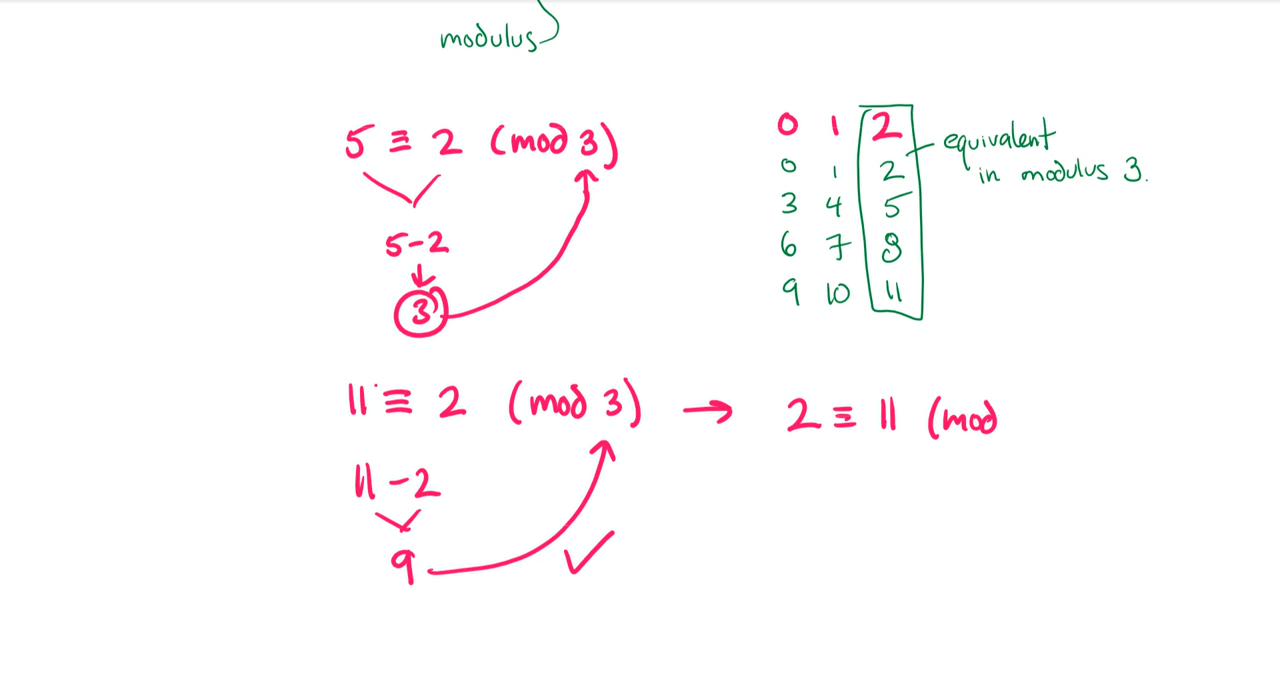 modulus
5 ≡ 2 (mod 3)
5-2
3
0 1 2
0 1 2
3 4 5
6 7 8
9 10 11
equivalent
in modulus 3.
11 ≡ 2 (mod 3) → 2 ≡ 11 (mod
11-2
9